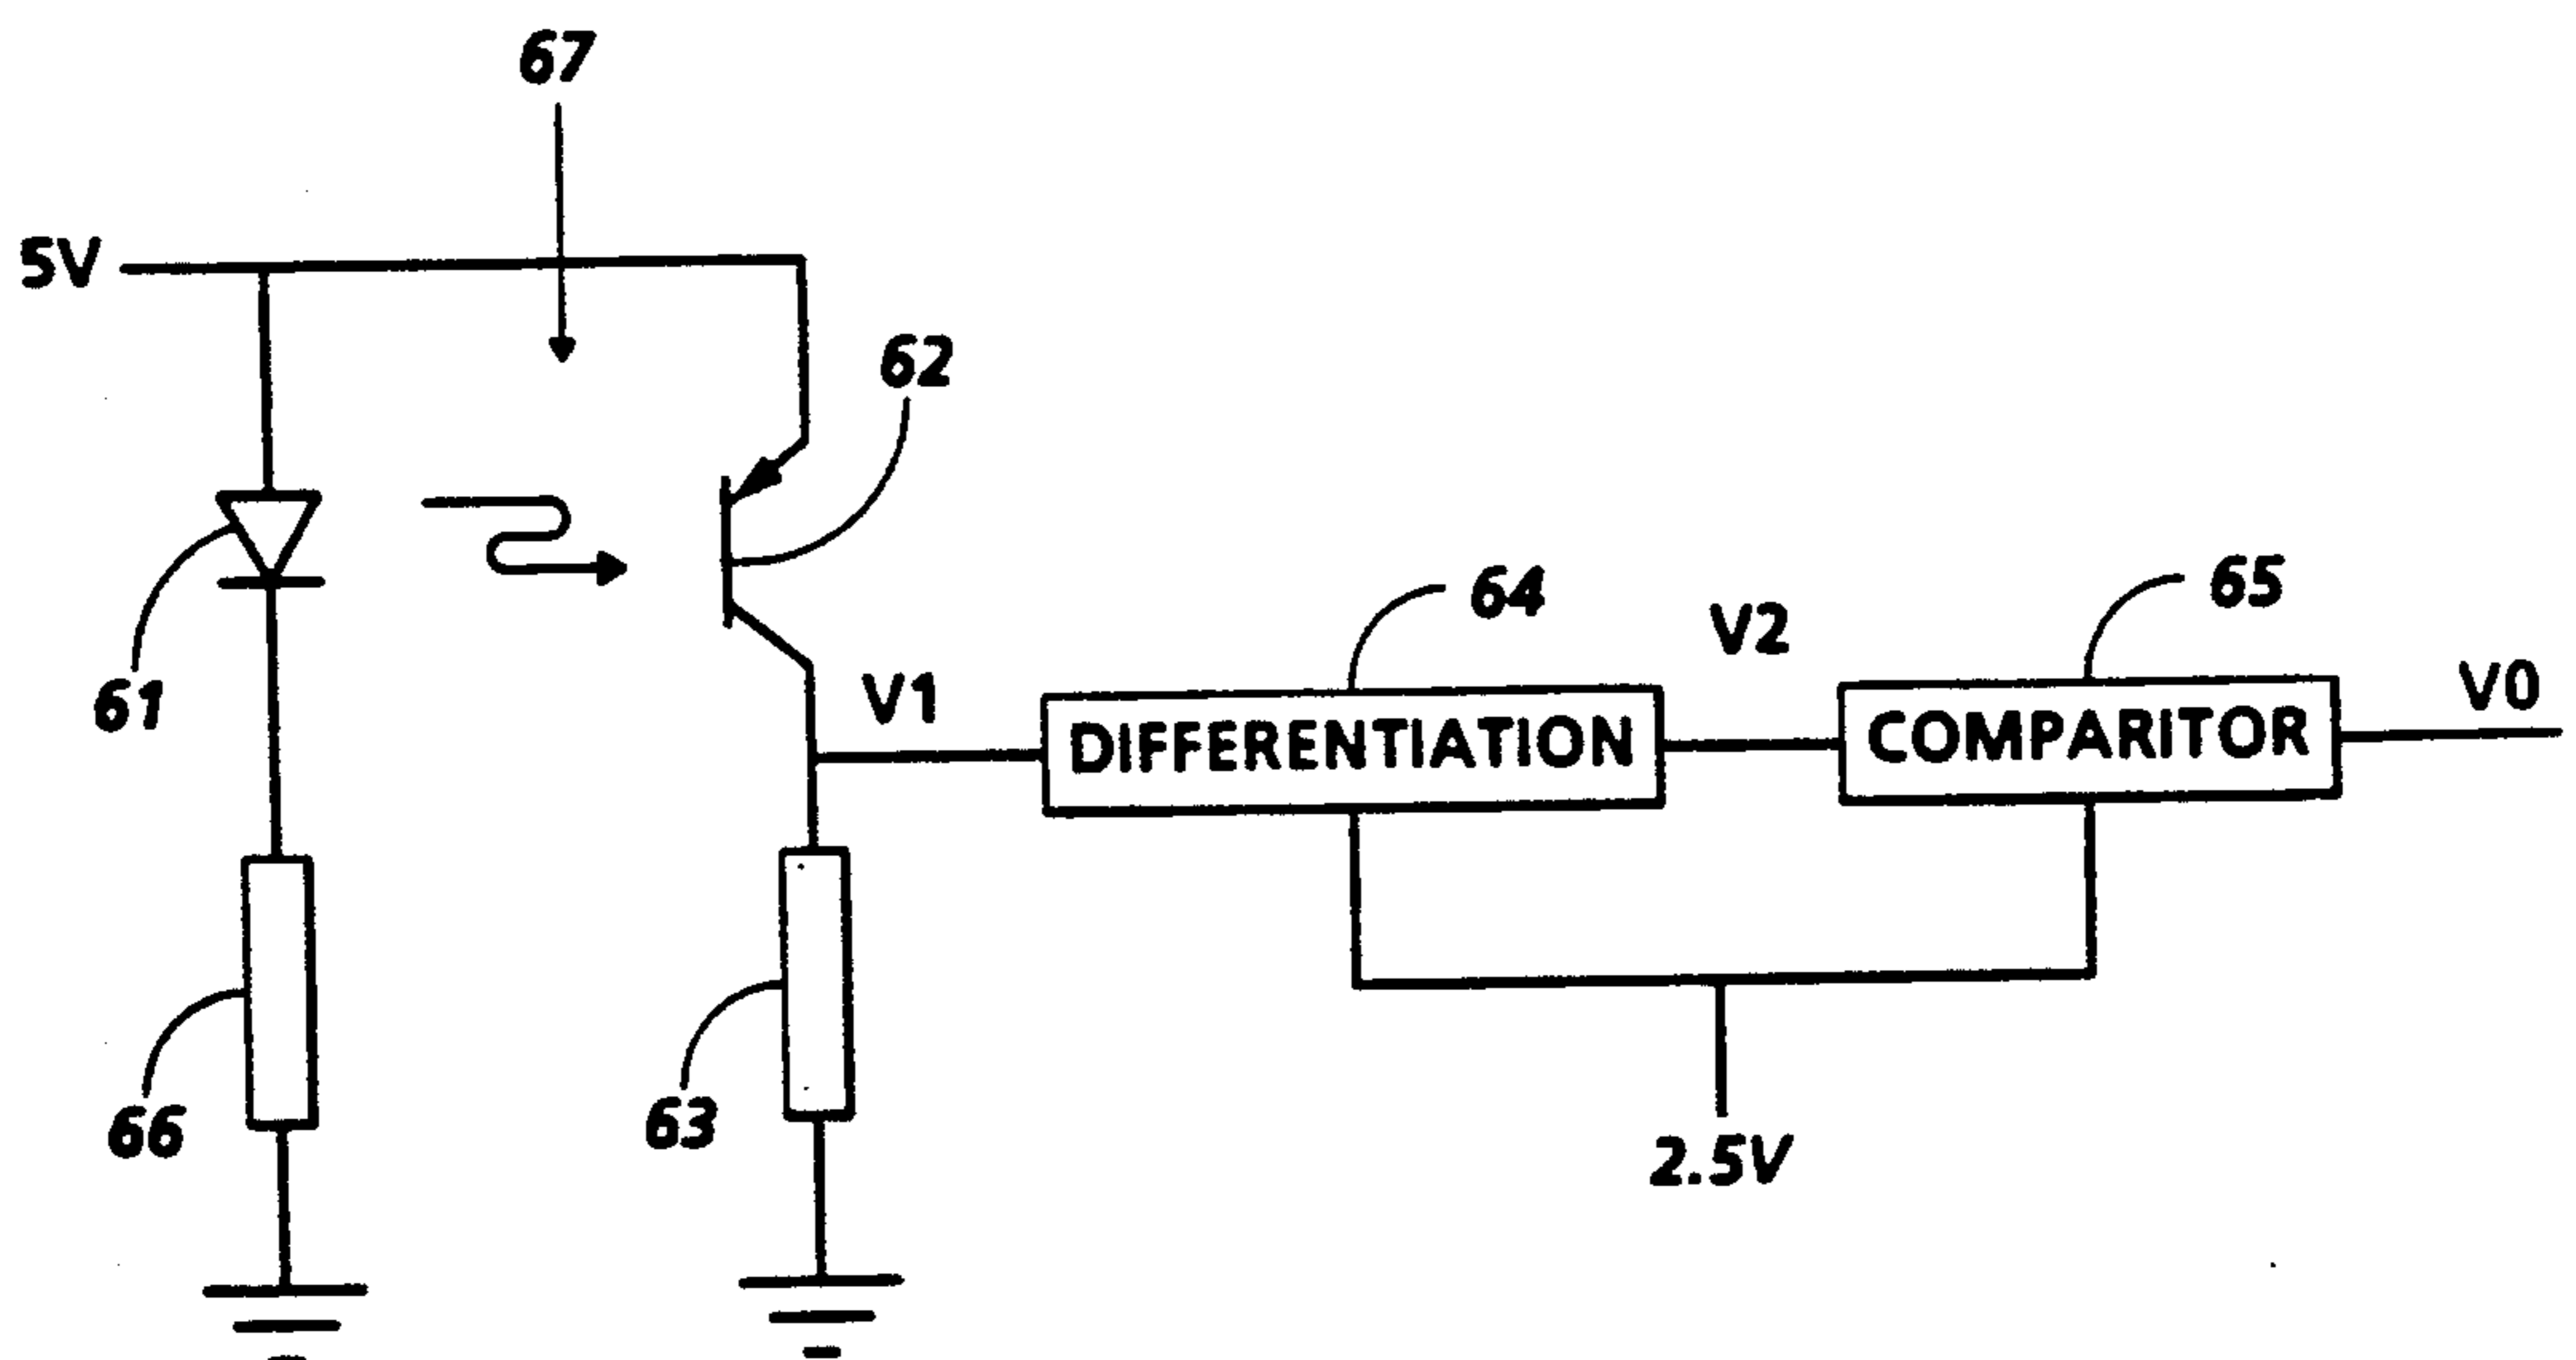 67
5V
62
61
64
V2
65
V1
DIFFERENTIATION
COMPARITOR
V0
66
63
2.5V